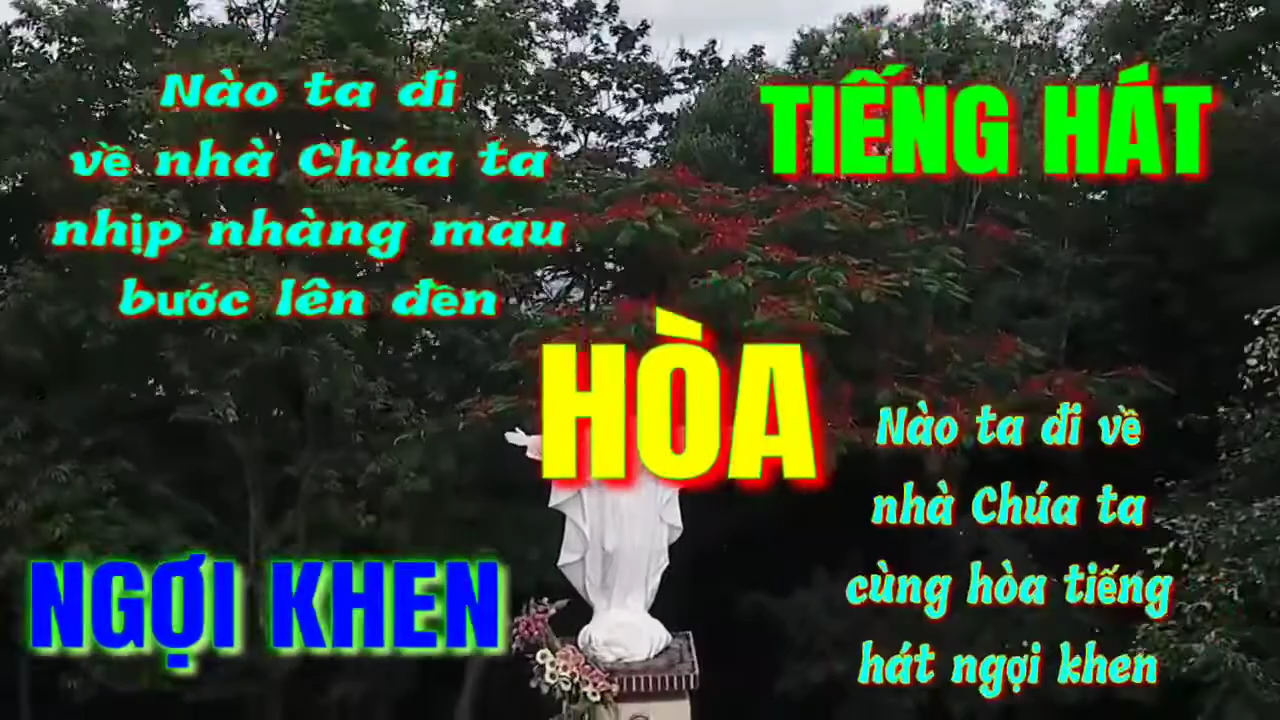 Nào ta đi
về nhà Chúa ta
nhịp nhàng mau
bước lên đền
TIẾNG HÁT
HÒA
NGỢI KHEN
Nào ta đi về
nhà Chúa ta
cùng hòa tiếng
hát ngợi khen